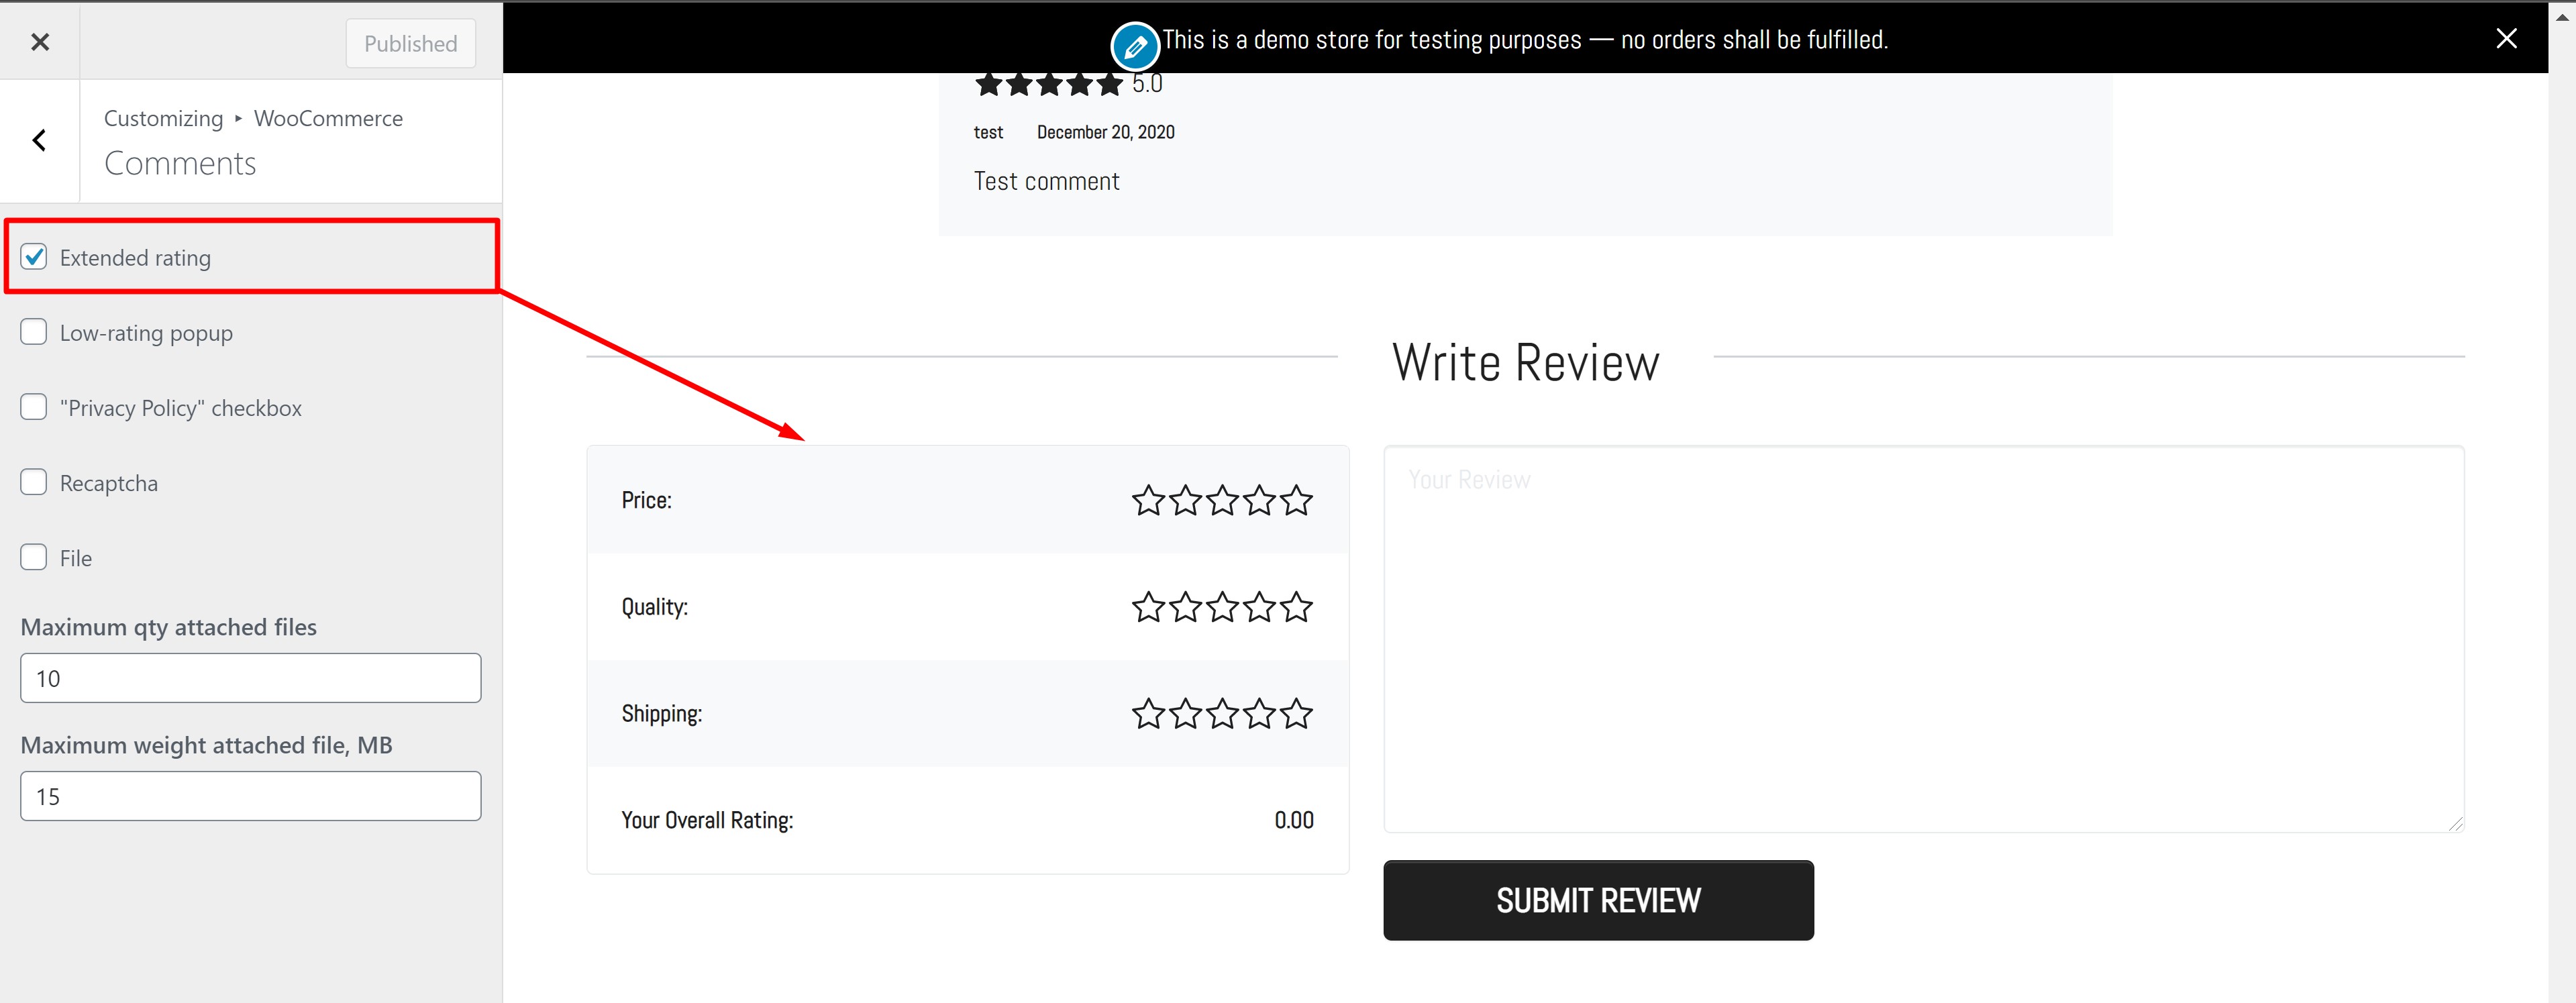 Published
Customizing ▸ WooCommerce
Comments
Extended rating
Low-rating popup
"Privacy Policy" checkbox
Recaptcha
File
Maximum qty attached files
10
Maximum weight attached file, MB
15
This is a demo store for testing purposes — no orders shall be fulfilled.
5.0
test December 20, 2020
Test comment
Write Review
Price:
Quality:
Shipping:
Your Overall Rating: 0.00
Your Review
SUBMIT REVIEW